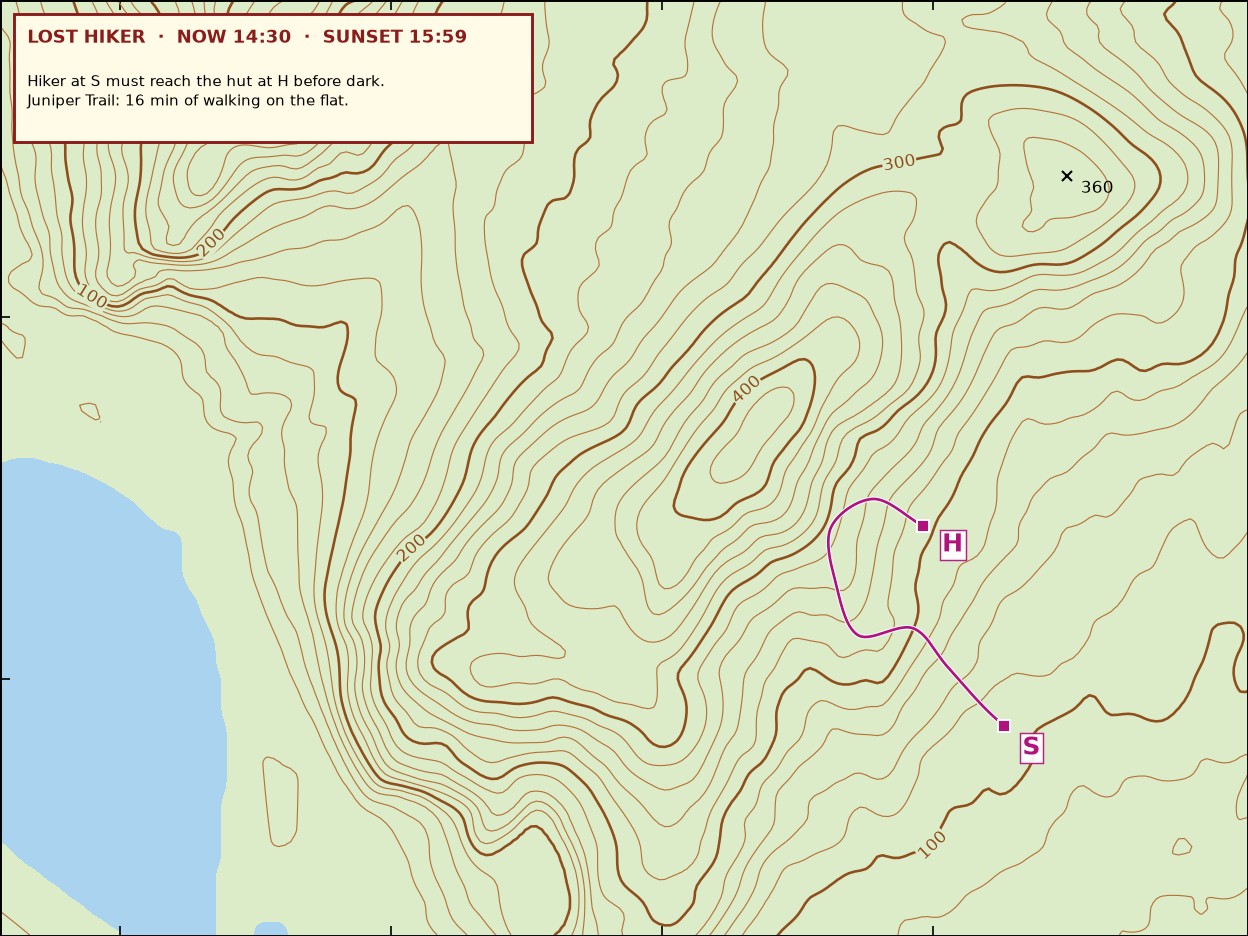 LOST HIKER · NOW 14:30 · SUNSET 15:59
Hiker at S must reach the hut at H before dark.
Juniper Trail: 16 min of walking on the flat.
300
360
200
100
400
200
H
S
100